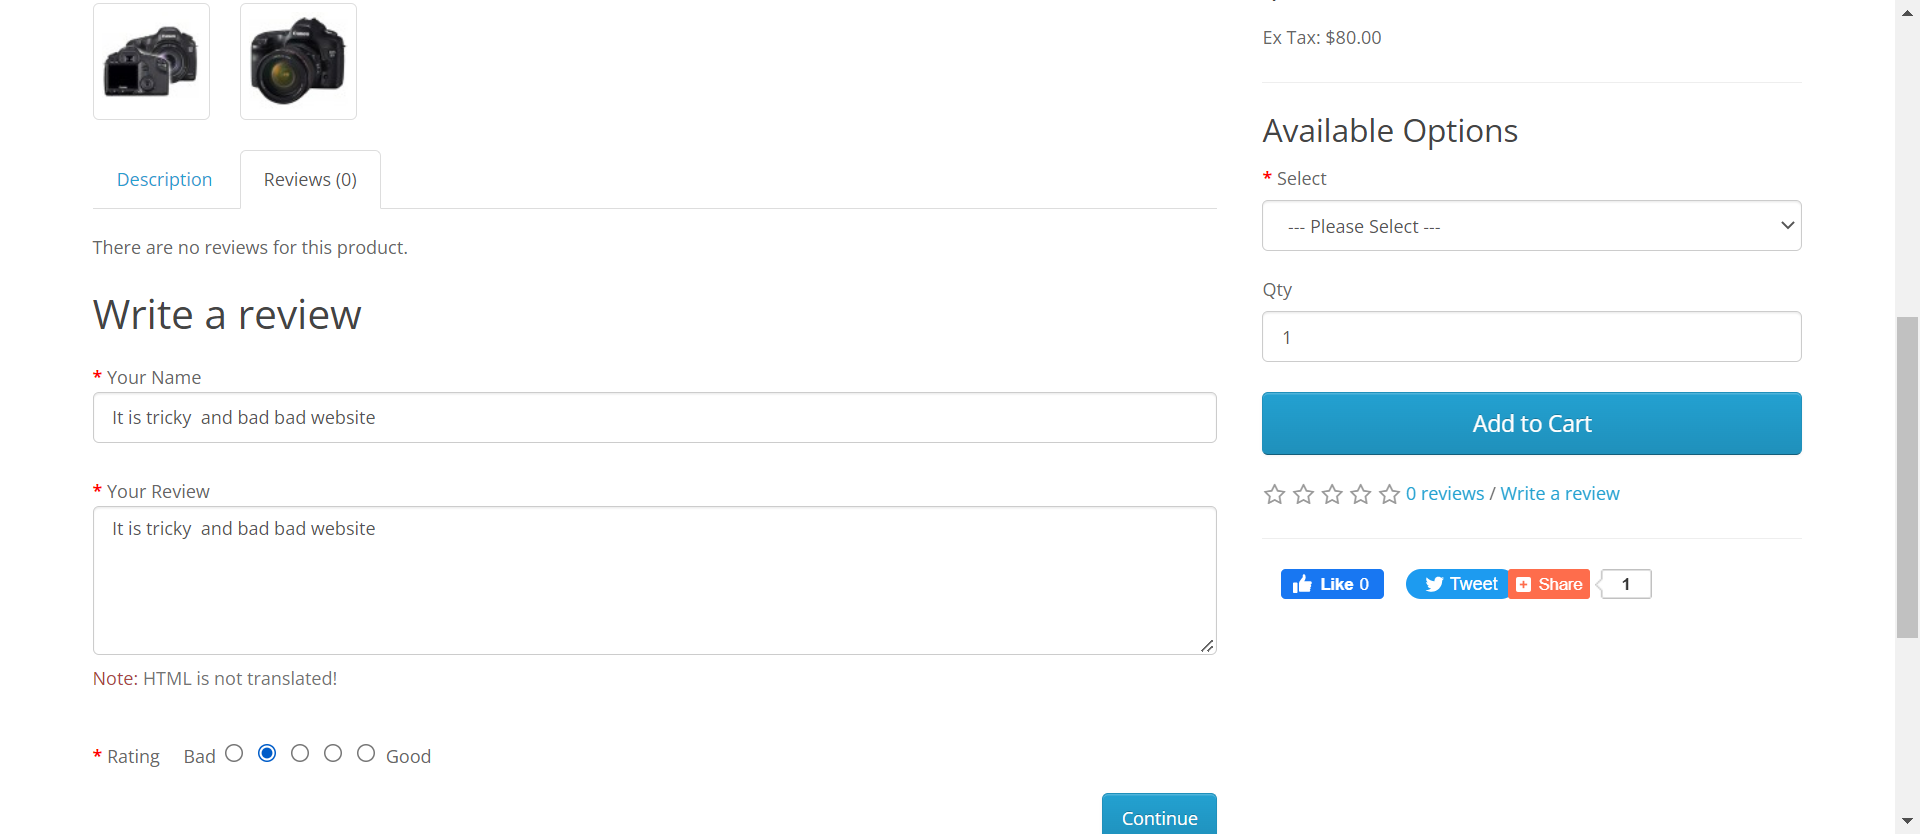 Ex Tax: $80.00
Description
Reviews (0)
There are no reviews for this product.
Write a review
* Your Name
It is tricky  and bad bad website
* Your Review
It is tricky  and bad bad website
Note: HTML is not translated!
* Rating Bad Good
Continue
Available Options
* Select
--- Please Select ---
Qty
1
Add to Cart
0 reviews / Write a review
Like 0
Tweet
Share
1